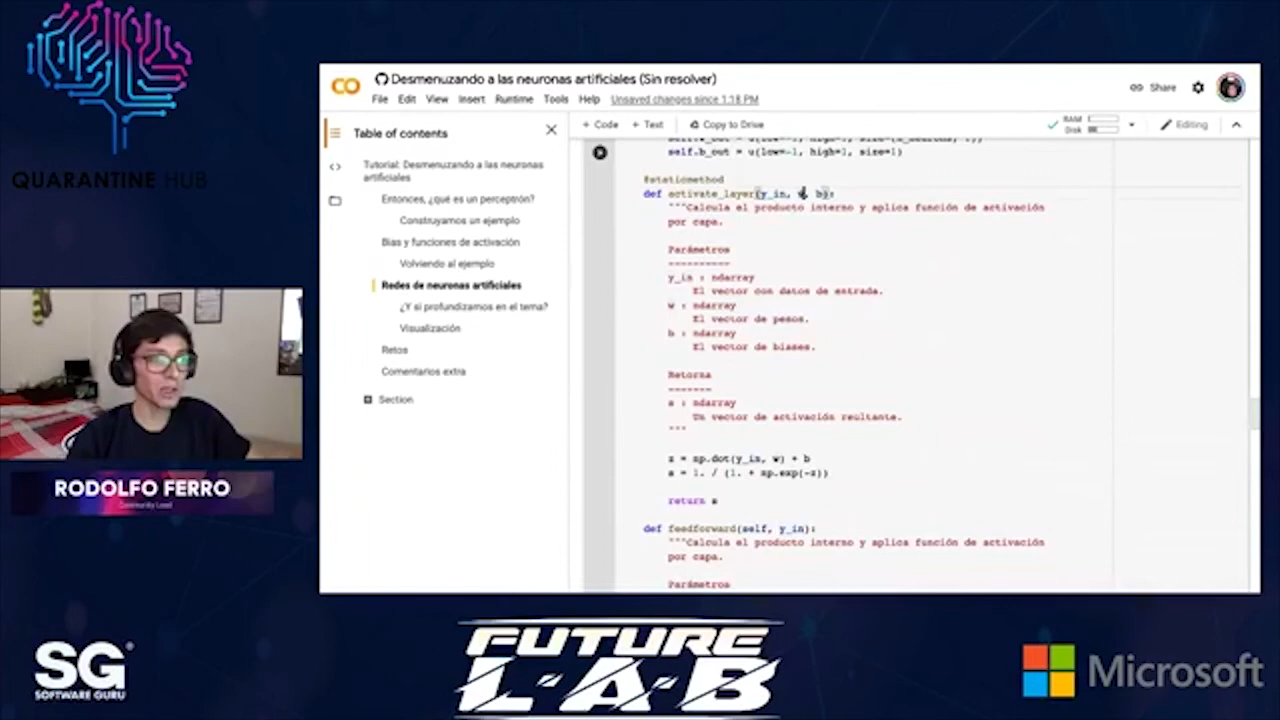 QUARANTINE HUB
RODOLFO FERRO
Community Lead
SG
SOFTWARE GURU
FUTURE
L·A·B
Microsoft
CO
Desmenuzando a las neuronas artificiales (Sin resolver)
File Edit View Insert Runtime Tools Help Unsaved changes since 1:18 PM
Share
Table of contents
+ Code + Text Copy to Drive
RAM
Disk
Editing
Tutorial: Desmenuzando a las neuronas
artificiales
Entonces, ¿qué es un perceptrón?
Construyamos un ejemplo
Bias y funciones de activación
Volviendo al ejemplo
Redes de neuronas artificiales
¿Y si profundizamos en el tema?
Visualización
Retos
Comentarios extra
Section
self.b_out = u(low=-1, high=1, size=1)
@staticmethod
def activate_layer(y_in, w, b):
"""Calcula el producto interno y aplica función de activación
por capa.
Parámetros
----------
y_in : ndarray
El vector con datos de entrada.
w : ndarray
El vector de pesos.
b : ndarray
El vector de biases.
Retorna
-------
a : ndarray
Un vector de activación reultante.
"""
z = np.dot(y_in, w) + b
a = 1. / (1. + np.exp(-z))
return a
def feedforward(self, y_in):
"""Calcula el producto interno y aplica función de activación
por capa.
Parámetros